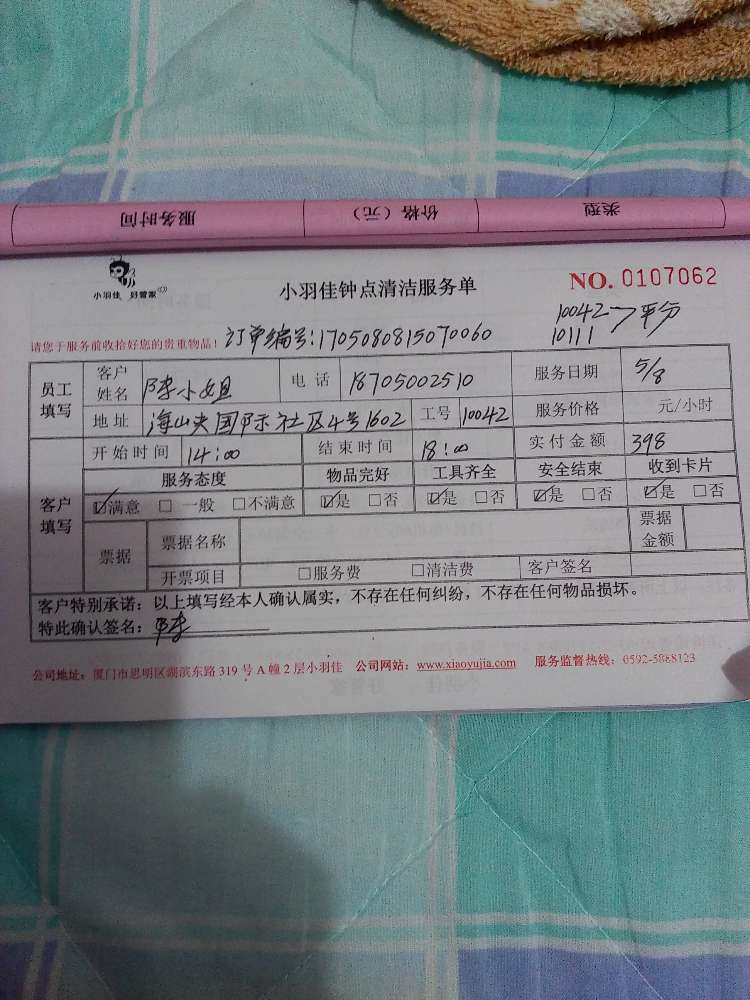 服务时间 价格（元） 类型
小羽佳 好管家
小羽佳钟点清洁服务单
NO. 0107062
10042 平分
10111
请您于服务前收拾好您的贵重物品！ 订单编号:1705080815070060
员工填写 客户姓名 陈小姐 电话 18705002510 服务日期 5/8
地址 海山夹国际社区4号1602 工号 10042 服务价格 元/小时
客户填写 开始时间 14:00 结束时间 18:00 实付金额 398
服务态度 物品完好 工具齐全 安全结束 收到卡片
☑满意 □一般 □不满意 ☑是 □否 ☑是 □否 ☑是 □否 ☑是 □否
票据 票据名称 票据金额
开票项目 □服务费 □清洁费 客户签名
客户特别承诺：以上填写经本人确认属实，不存在任何纠纷，不存在任何物品损坏。
特此确认签名：陈
公司地址：厦门市思明区湖滨东路319号A幢2层小羽佳 公司网站：www.xiaoyujia.com 服务监督热线：0592-5888123